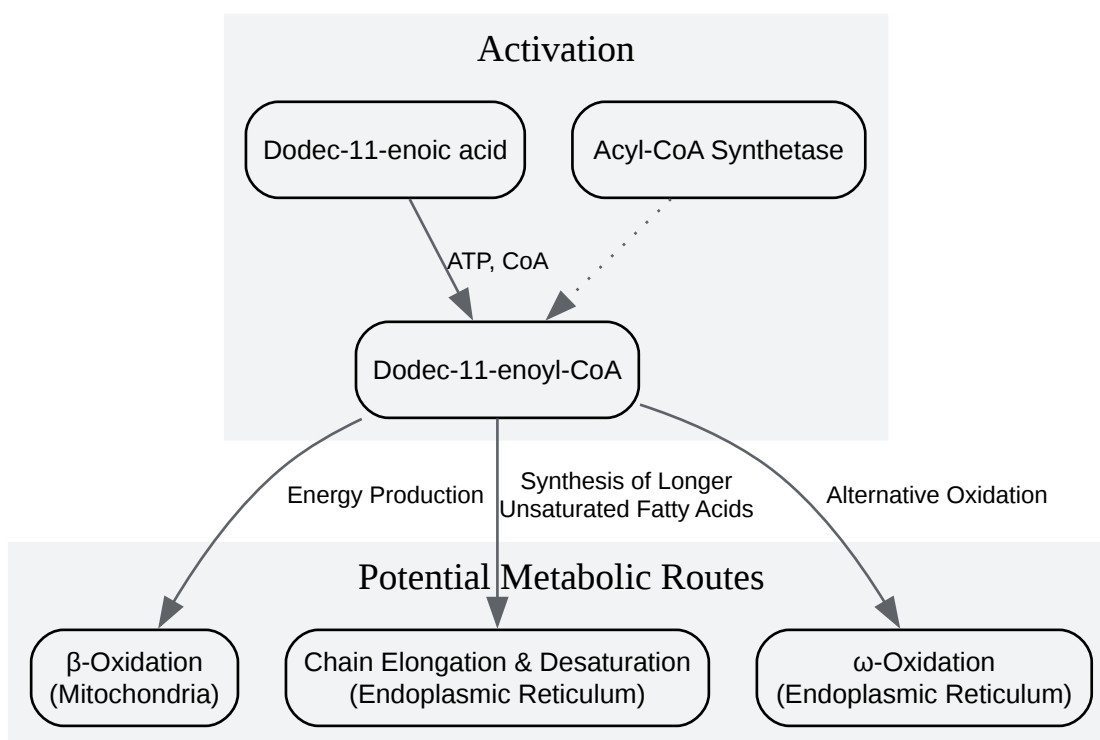 Activation
Dodec-11-enoic acid
Acyl-CoA Synthetase
ATP, CoA
Dodec-11-enoyl-CoA
Energy Production
Synthesis of Longer
Unsaturated Fatty Acids
Alternative Oxidation
Potential Metabolic Routes
β-Oxidation
(Mitochondria)
Chain Elongation & Desaturation
(Endoplasmic Reticulum)
ω-Oxidation
(Endoplasmic Reticulum)